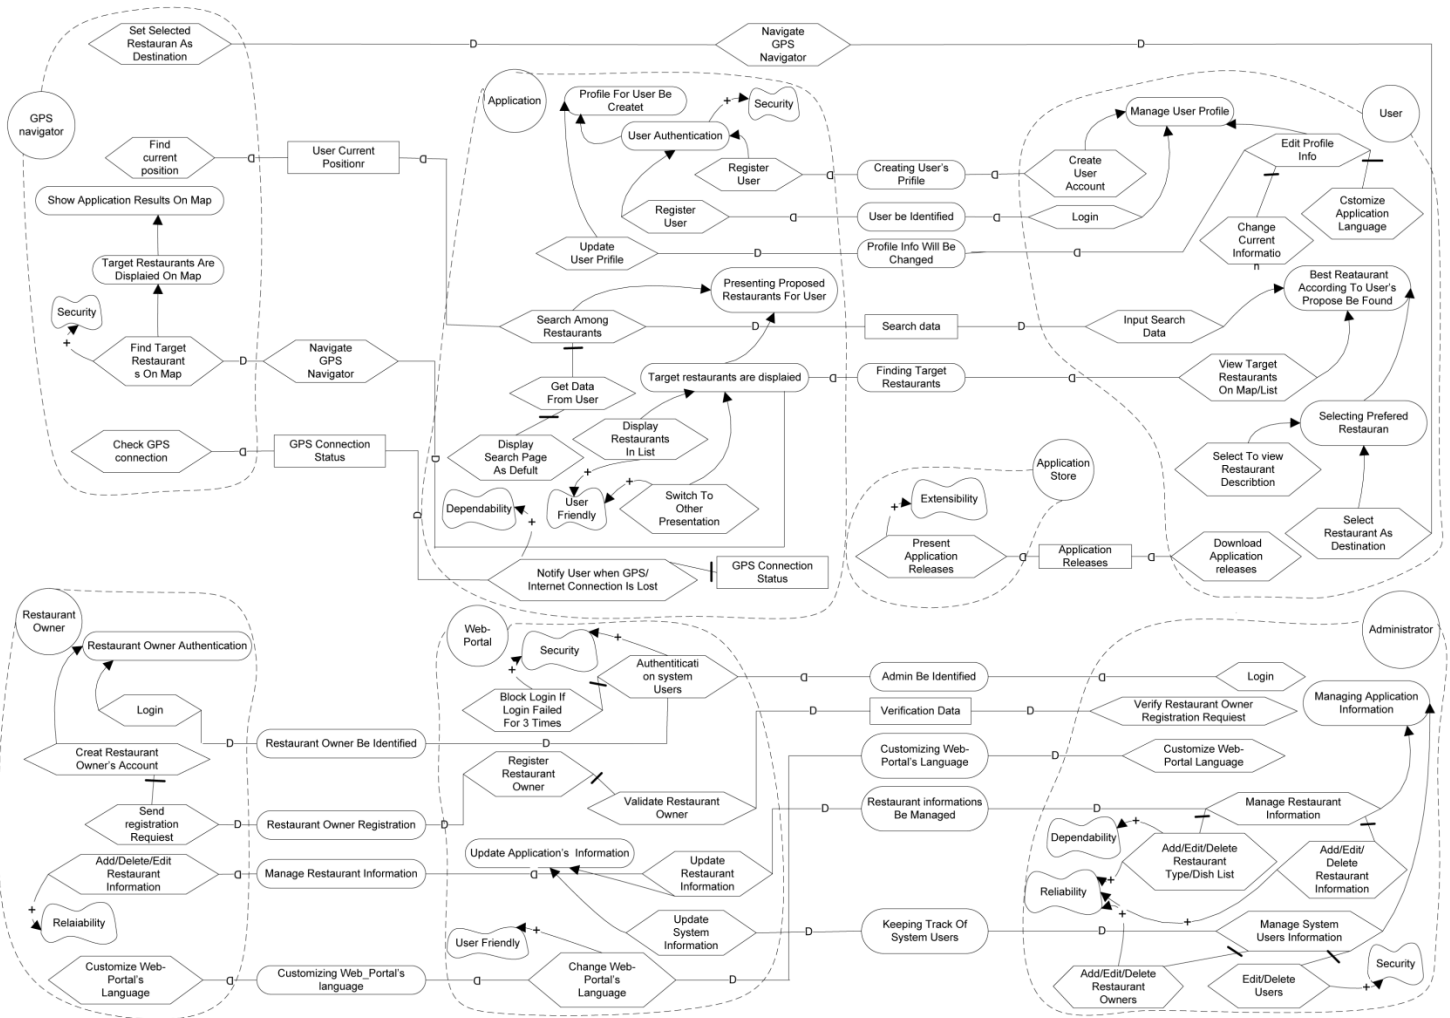 Set Selected
Restauran As
Destination
D
Navigate
GPS
Navigator
D
GPS
navigator
Application
Profile For User Be
Createt
+
Security
User Authentication
Manage User Profile
User
Find
current
position
D
User Current
Positionr
D
Register
User
D
Creating User's
Prifile
D
Create
User
Account
Edit Profile
Info
Show Application Results On Map
Register
User
D
User be Identified
D
Login
Cstomize
Application
Language
Change
Current
Informatio
n
Update
User Prifile
D
Profile Info Will Be
Changed
D
Target Restaurants Are
Displaied On Map
Presenting Proposed
Restaurants For User
Best Reataurant
According To User's
Propose Be Found
Security
+
Search Among
Restaurants
D
Search data
D
Input Search
Data
Find Target
Restaurant
s On Map
D
Navigate
GPS
Navigator
Get Data
From User
Target restaurants are displaied
D
Finding Target
Restaurants
D
View Target
Restaurants
On Map/List
Check GPS
connection
D
GPS Connection
Status
D
D
Display
Search Page
As Defult
Display
Restaurants
In List
Selecting Prefered
Restauran
+
+
User
Friendly
Switch To
Other
Presentation
Dependability
+
Application
Store
Select To view
Restaurant
Describtion
+
Extensibility
Select
Restaurant As
Destination
Present
Application
Releases
D
Application
Releases
D
Download
Application
releases
Notify User when GPS/
Internet Connection Is Lost
GPS Connection
Status
Restaurant
Owner
Restaurant Owner Authentication
Web-
Portal
Security
+
+
Authentiticati
on system
Users
D
Admin Be Identified
D
Login
Administrator
Login
Block Login If
Login Failed
For 3 Times
D
Verification Data
D
Verify Restaurant Owner
Registration Requiest
Managing Application
Information
D
Restaurant Owner Be Identified
D
Creat Restaurant
Owner's Account
Register
Restaurant
Owner
Customizing Web-
Portal's Language
D
Customize Web-
Portal Language
Send
registration
Requiest
D
Restaurant Owner Registration
D
Validate Restaurant
Owner
D
Restaurant informations
Be Managed
D
Manage Restaurant
Information
Dependability
+
Add/Edit/Delete
Restaurant
Type/Dish List
Add/Edit/
Delete
Restaurant
Information
Add/Delete/Edit
Restaurant
Information
D
Manage Restaurant Information
D
Update Application's Information
Update
Restaurant
Information
Reliability
+
+
+
+
Relaiability
User Friendly
+
Update
System
Information
D
Keeping Track Of
System Users
D
Manage System
Users Information
Customize Web-
Portal's
Language
D
Customizing Web_Portal's
language
D
Change Web-
Portal's
Language
D
Add/Edit/Delete
Restaurant
Owners
Edit/Delete
Users
+
Security